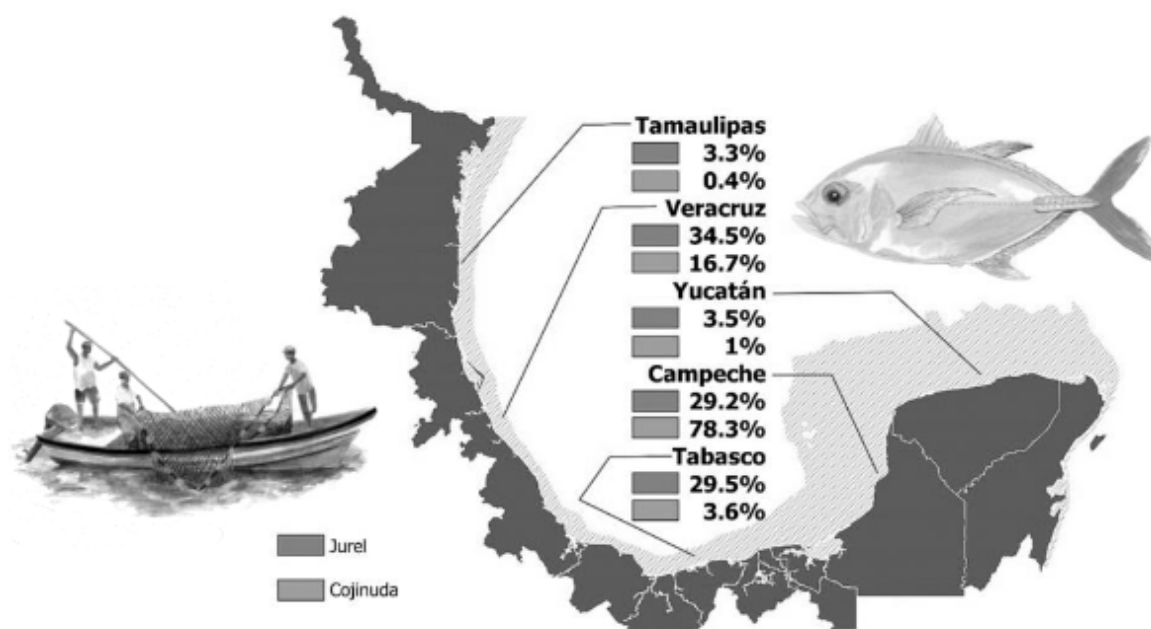 Tamaulipas
3.3%
0.4%
Veracruz
34.5%
16.7%
Yucatán
3.5%
1%
Campeche
29.2%
78.3%
Tabasco
29.5%
3.6%
Jurel
Cojinuda